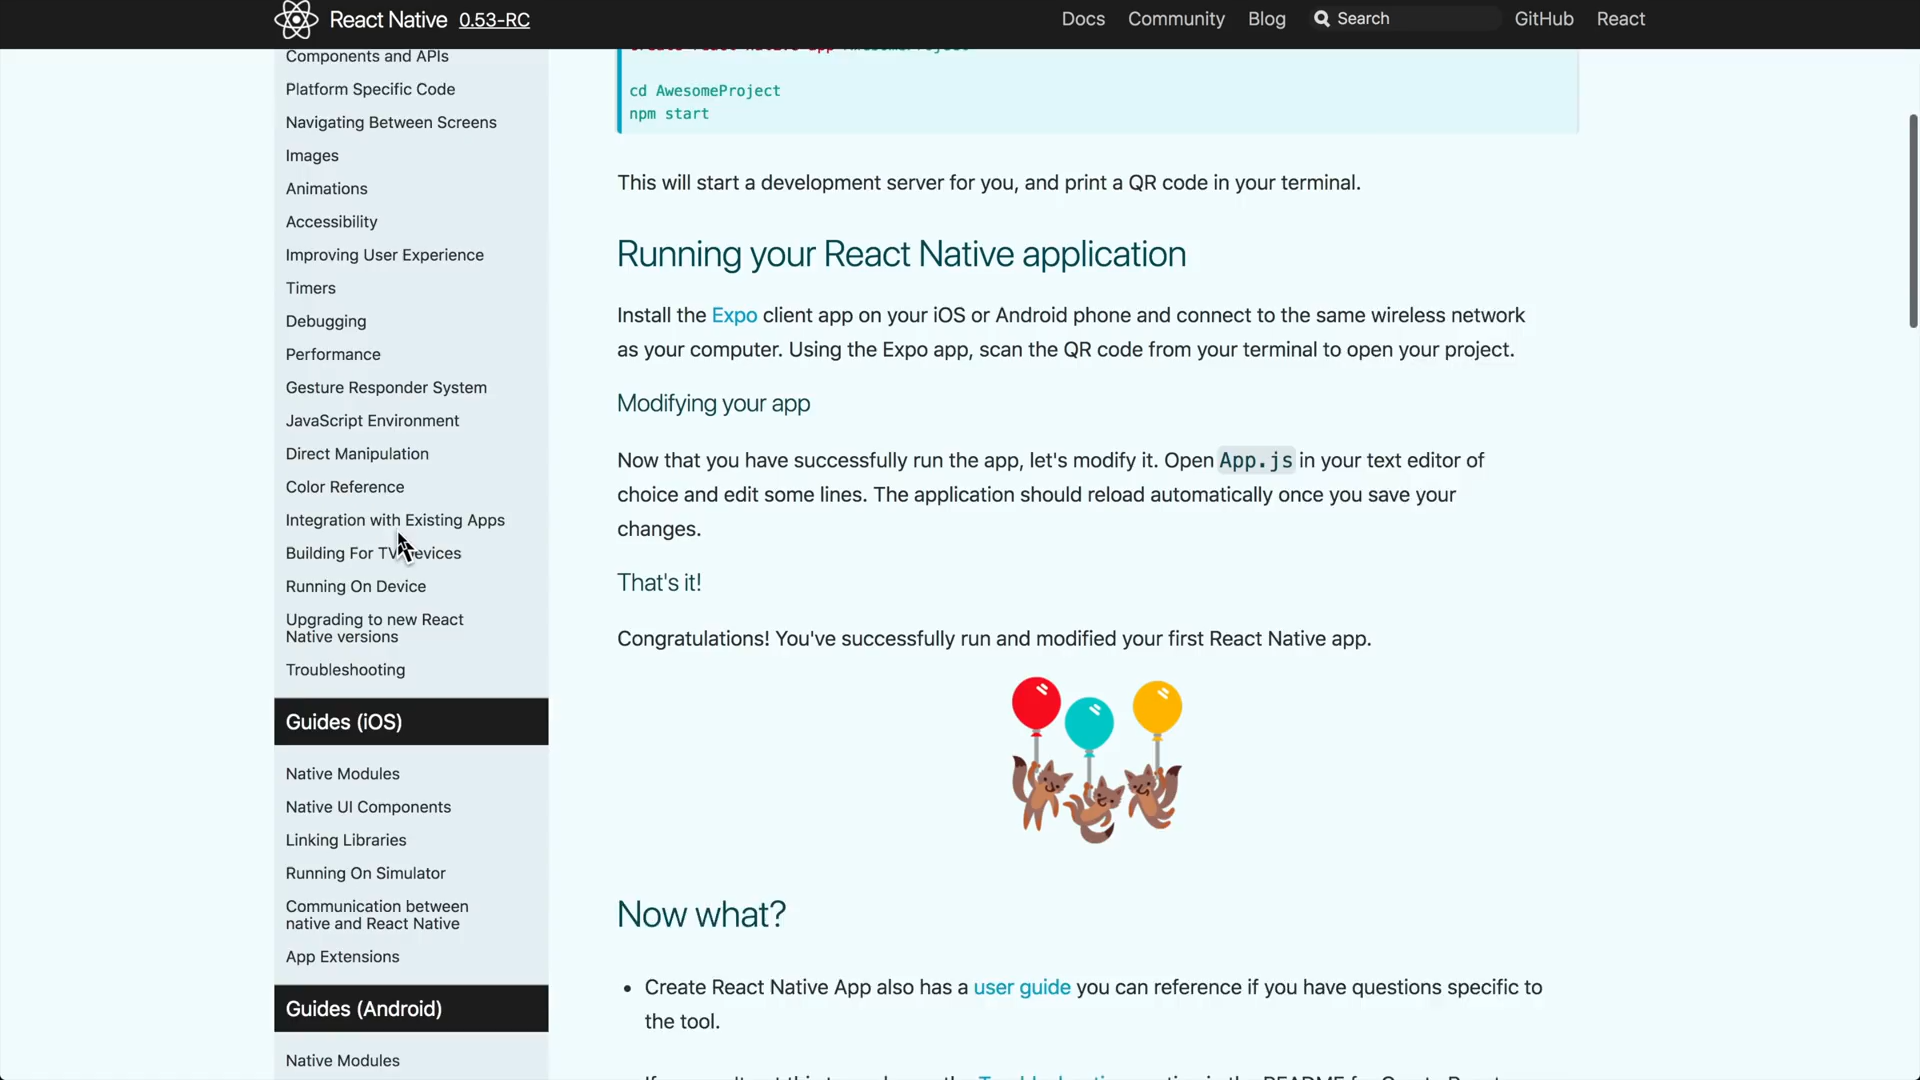 React Native 0.53-RC
Docs Community Blog Search GitHub React
Components and APIs
Platform Specific Code
Navigating Between Screens
Images
Animations
Accessibility
Improving User Experience
Timers
Debugging
Performance
Gesture Responder System
JavaScript Environment
Direct Manipulation
Color Reference
Integration with Existing Apps
Building For TV Devices
Running On Device
Upgrading to new React
Native versions
Troubleshooting
Guides (iOS)
Native Modules
Native UI Components
Linking Libraries
Running On Simulator
Communication between
native and React Native
App Extensions
Guides (Android)
Native Modules
create-react-native-app AwesomeProject
cd AwesomeProject
npm start
This will start a development server for you, and print a QR code in your terminal.
Running your React Native application
Install the Expo client app on your iOS or Android phone and connect to the same wireless network
as your computer. Using the Expo app, scan the QR code from your terminal to open your project.
Modifying your app
Now that you have successfully run the app, let's modify it. Open App.js in your text editor of
choice and edit some lines. The application should reload automatically once you save your
changes.
That's it!
Congratulations! You've successfully run and modified your first React Native app.
Now what?
• Create React Native App also has a user guide you can reference if you have questions specific to
the tool.